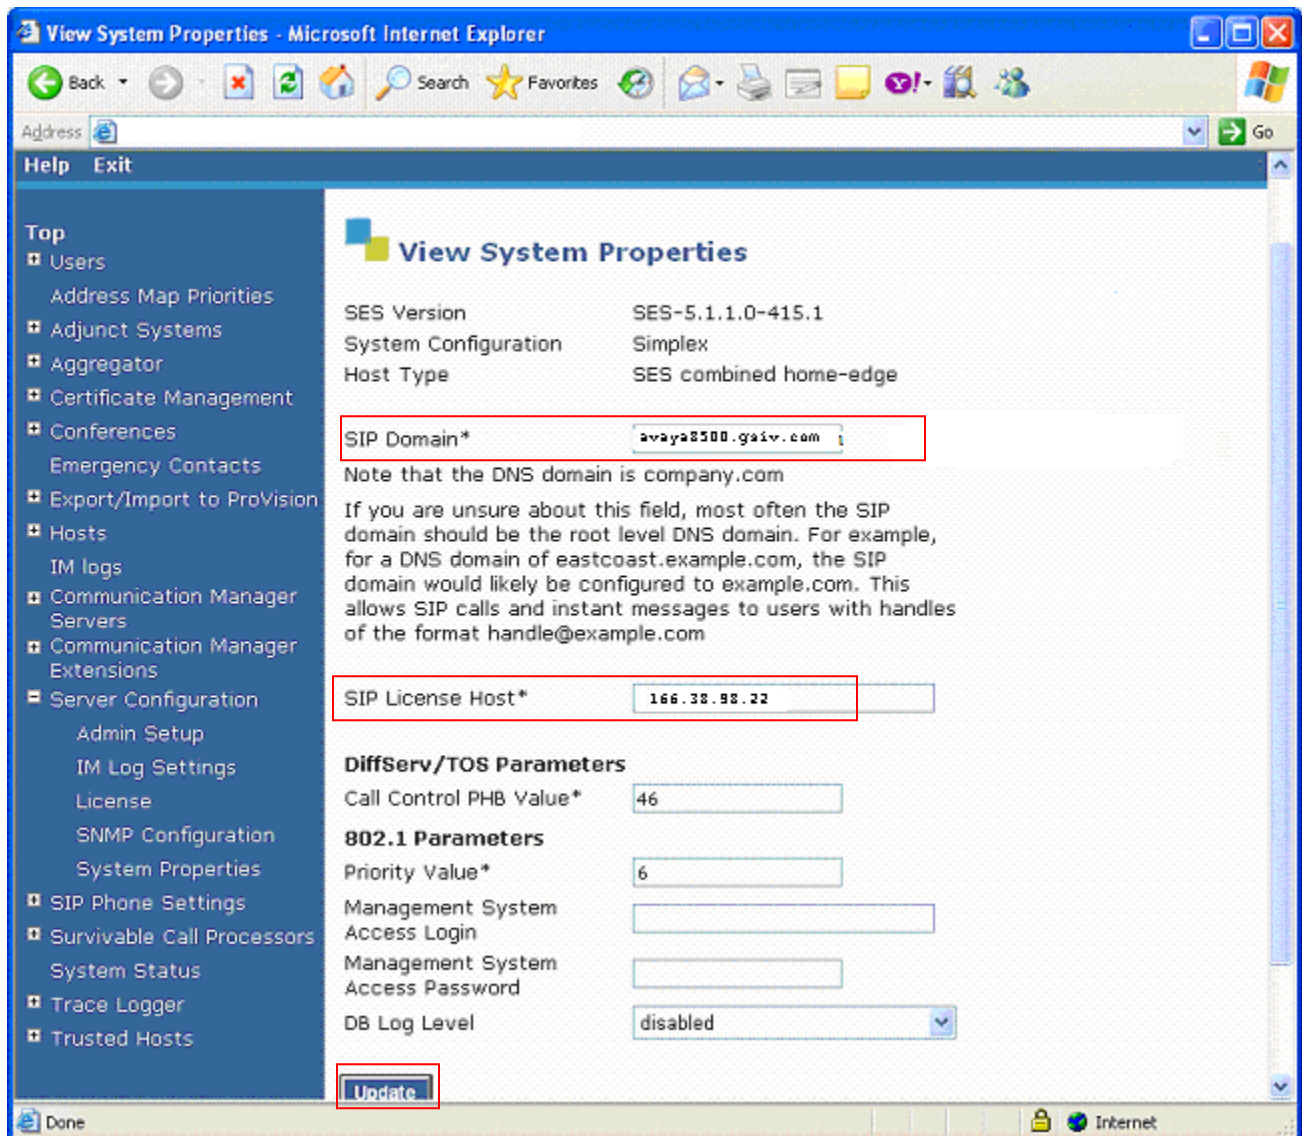 View System Properties - Microsoft Internet Explorer
Back Search Favorites
Address Go
Help Exit
Top
Users
Address Map Priorities
Adjunct Systems
Aggregator
Certificate Management
Conferences
Emergency Contacts
Export/Import to ProVision
Hosts
IM logs
Communication Manager
Servers
Communication Manager
Extensions
Server Configuration
Admin Setup
IM Log Settings
License
SNMP Configuration
System Properties
SIP Phone Settings
Survivable Call Processors
System Status
Trace Logger
Trusted Hosts
View System Properties
SES Version SES-5.1.1.0-415.1
System Configuration Simplex
Host Type SES combined home-edge
SIP Domain* avaya8500.gsiv.com
Note that the DNS domain is company.com
If you are unsure about this field, most often the SIP
domain should be the root level DNS domain. For example,
for a DNS domain of eastcoast.example.com, the SIP
domain would likely be configured to example.com. This
allows SIP calls and instant messages to users with handles
of the format handle@example.com
SIP License Host* 166.38.98.22
DiffServ/TOS Parameters
Call Control PHB Value* 46
802.1 Parameters
Priority Value* 6
Management System
Access Login
Management System
Access Password
DB Log Level disabled
Update
Done Internet